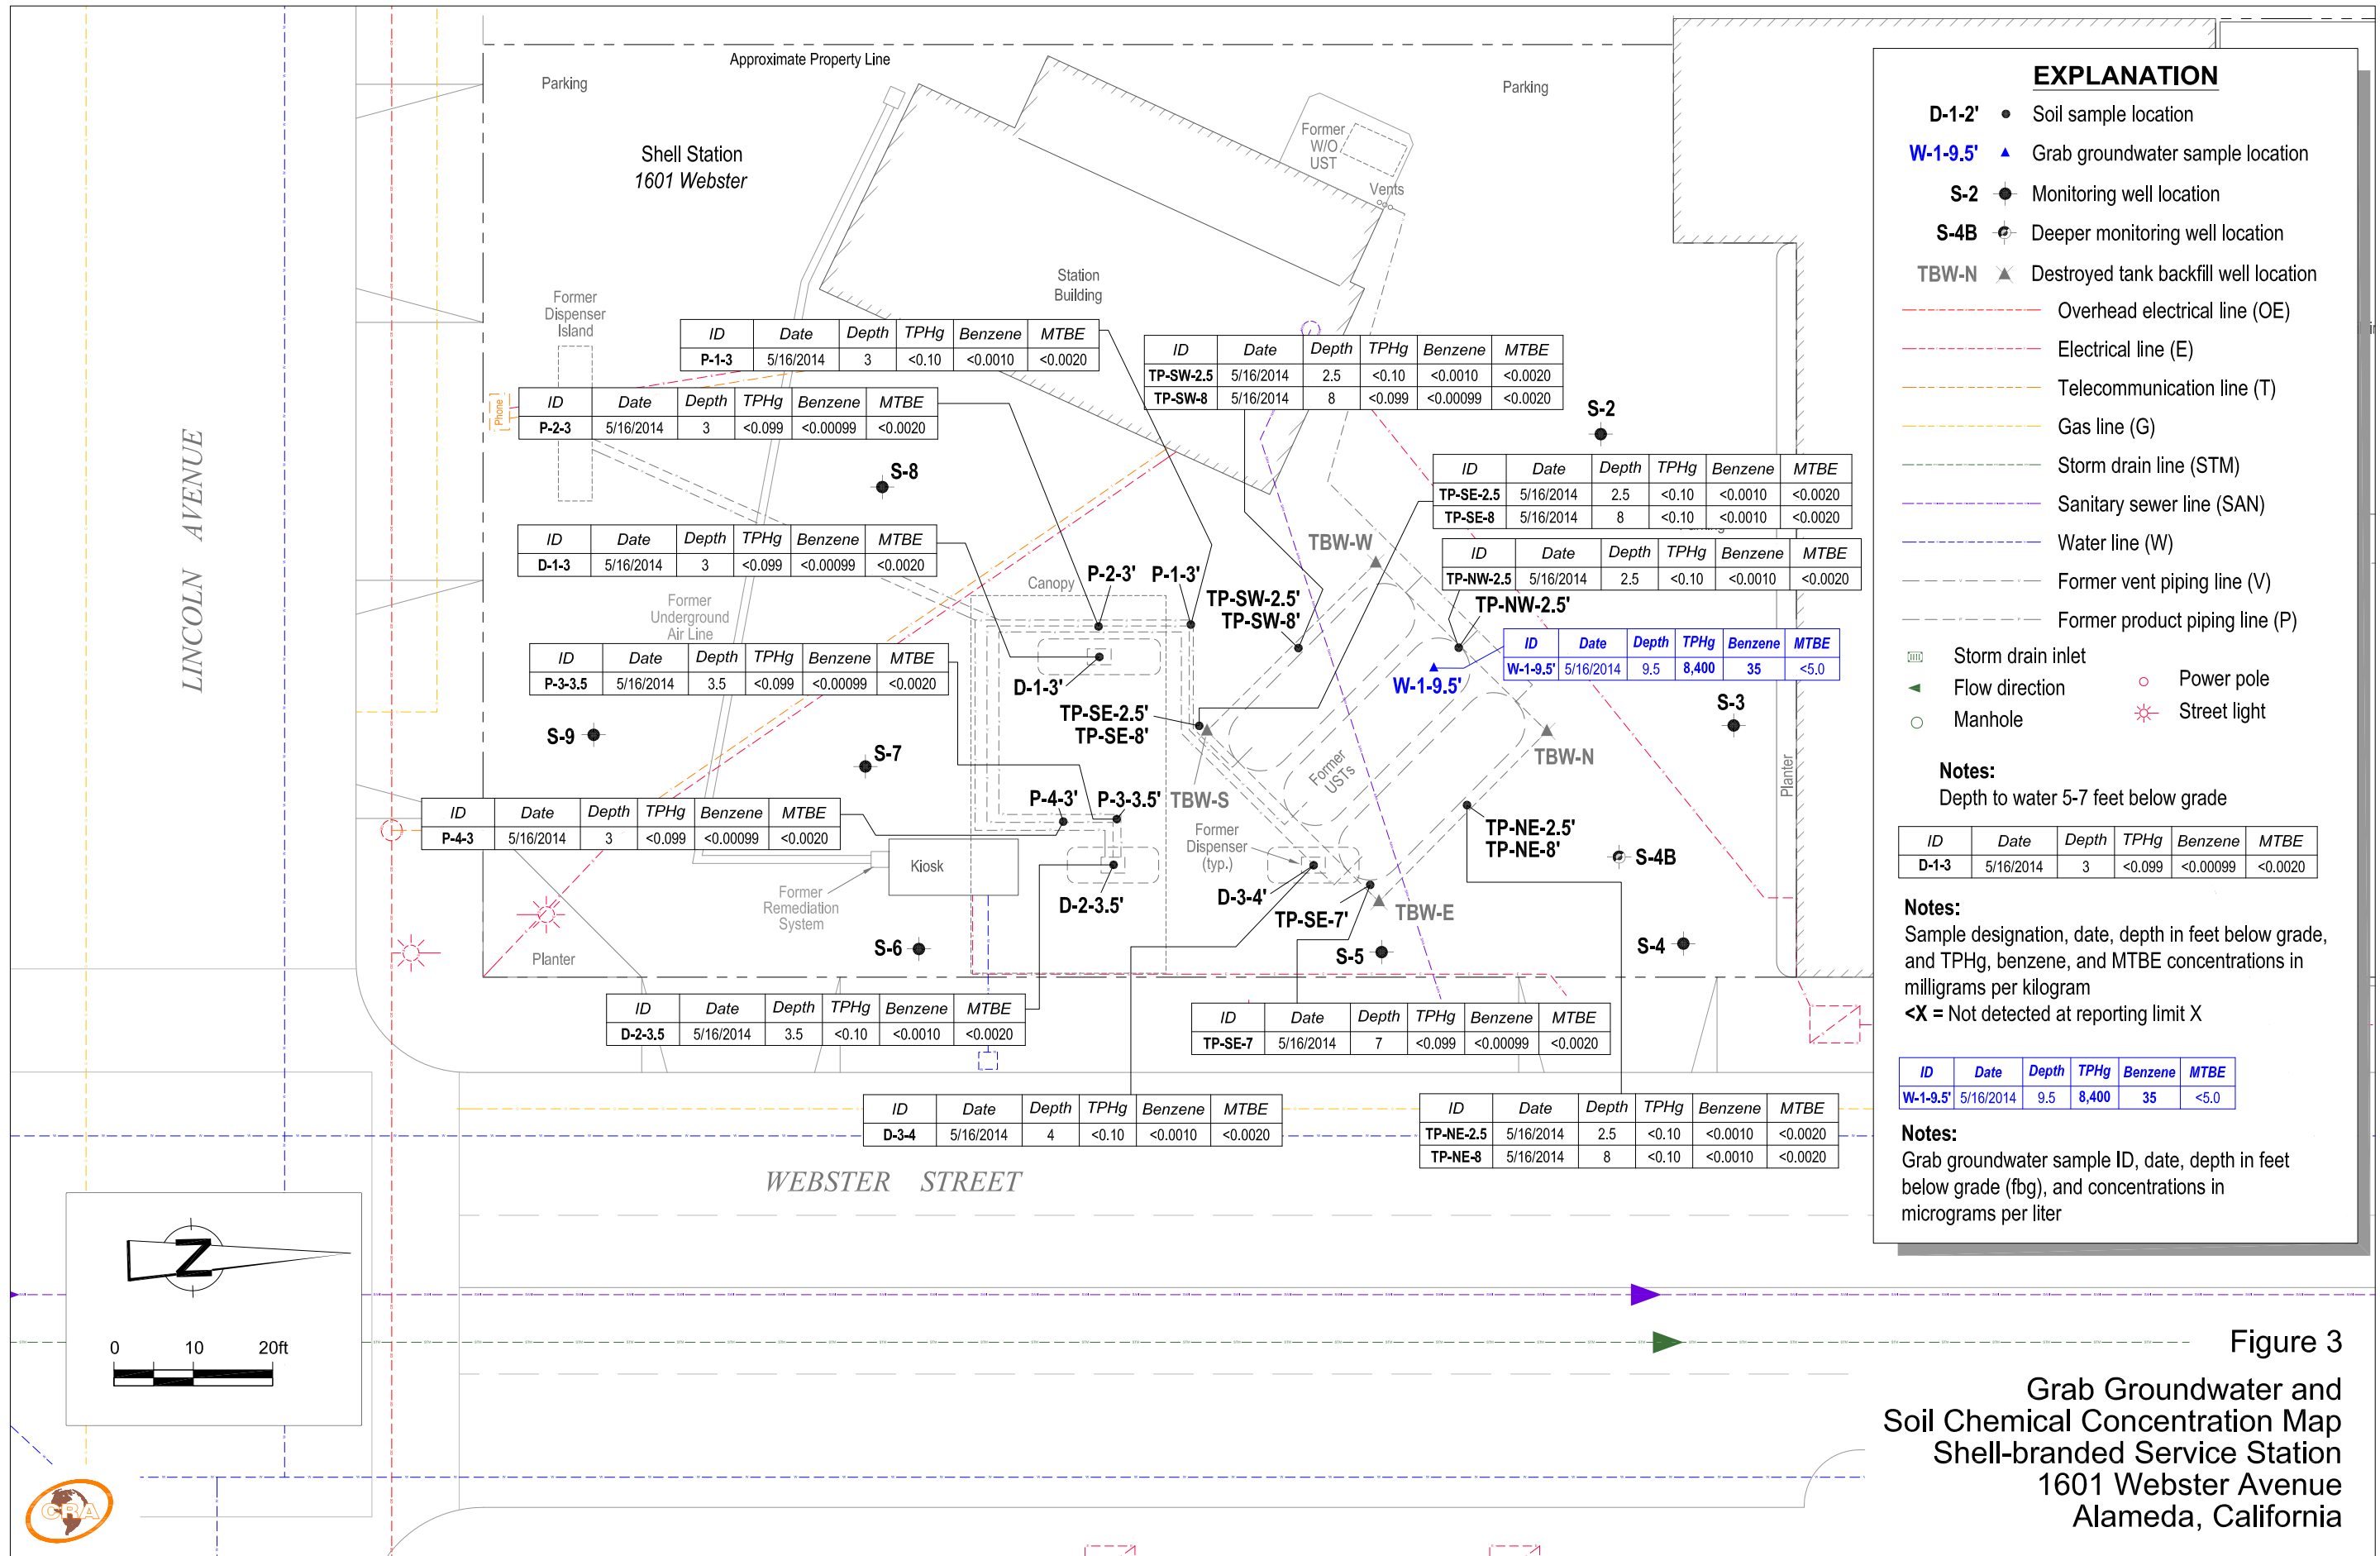 Approximate Property Line
Parking
Parking
Shell Station
1601 Webster
Former
W/O
UST
Vents
Station
Building
Former
Dispenser
Island
Phone
LINCOLN AVENUE
ID Date Depth TPHg Benzene MTBE
P-1-3 5/16/2014 3 <0.10 <0.0010 <0.0020
ID Date Depth TPHg Benzene MTBE
TP-SW-2.5 5/16/2014 2.5 <0.10 <0.0010 <0.0020
TP-SW-8 5/16/2014 8 <0.099 <0.00099 <0.0020
ID Date Depth TPHg Benzene MTBE
P-2-3 5/16/2014 3 <0.099 <0.00099 <0.0020
S-2
S-8
ID Date Depth TPHg Benzene MTBE
TP-SE-2.5 5/16/2014 2.5 <0.10 <0.0010 <0.0020
TP-SE-8 5/16/2014 8 <0.10 <0.0010 <0.0020
ID Date Depth TPHg Benzene MTBE
D-1-3 5/16/2014 3 <0.099 <0.00099 <0.0020
TBW-W
ID Date Depth TPHg Benzene MTBE
TP-NW-2.5 5/16/2014 2.5 <0.10 <0.0010 <0.0020
Canopy
P-2-3'
P-1-3'
TP-SW-2.5'
TP-SW-8'
TP-NW-2.5'
Former
Underground
Air Line
ID Date Depth TPHg Benzene MTBE
P-3-3.5 5/16/2014 3.5 <0.099 <0.00099 <0.0020
ID Date Depth TPHg Benzene MTBE
W-1-9.5' 5/16/2014 9.5 8,400 35 <5.0
D-1-3'
W-1-9.5'
TP-SE-2.5'
TP-SE-8'
S-3
S-9
S-7
TBW-N
Former
USTs
Planter
P-4-3'
P-3-3.5'
TBW-S
ID Date Depth TPHg Benzene MTBE
P-4-3 5/16/2014 3 <0.099 <0.00099 <0.0020
Former
Dispenser
(typ.)
TP-NE-2.5'
TP-NE-8'
S-4B
Kiosk
Former
Remediation
System
D-2-3.5'
D-3-4'
TP-SE-7'
TBW-E
S-6
S-5
S-4
Planter
ID Date Depth TPHg Benzene MTBE
D-2-3.5 5/16/2014 3.5 <0.10 <0.0010 <0.0020
ID Date Depth TPHg Benzene MTBE
TP-SE-7 5/16/2014 7 <0.099 <0.00099 <0.0020
ID Date Depth TPHg Benzene MTBE
D-3-4 5/16/2014 4 <0.10 <0.0010 <0.0020
ID Date Depth TPHg Benzene MTBE
TP-NE-2.5 5/16/2014 2.5 <0.10 <0.0010 <0.0020
TP-NE-8 5/16/2014 8 <0.10 <0.0010 <0.0020
WEBSTER STREET
EXPLANATION
D-1-2' Soil sample location
W-1-9.5' Grab groundwater sample location
S-2 Monitoring well location
S-4B Deeper monitoring well location
TBW-N Destroyed tank backfill well location
Overhead electrical line (OE)
Electrical line (E)
Telecommunication line (T)
Gas line (G)
Storm drain line (STM)
Sanitary sewer line (SAN)
Water line (W)
Former vent piping line (V)
Former product piping line (P)
Storm drain inlet
Flow direction
Manhole
Power pole
Street light
Notes:
Depth to water 5-7 feet below grade
ID Date Depth TPHg Benzene MTBE
D-1-3 5/16/2014 3 <0.099 <0.00099 <0.0020
Notes:
Sample designation, date, depth in feet below grade,
and TPHg, benzene, and MTBE concentrations in
milligrams per kilogram
<X = Not detected at reporting limit X
ID Date Depth TPHg Benzene MTBE
W-1-9.5' 5/16/2014 9.5 8,400 35 <5.0
Notes:
Grab groundwater sample ID, date, depth in feet
below grade (fbg), and concentrations in
micrograms per liter
Z
0 10 20ft
CRA
Figure 3
Grab Groundwater and
Soil Chemical Concentration Map
Shell-branded Service Station
1601 Webster Avenue
Alameda, California